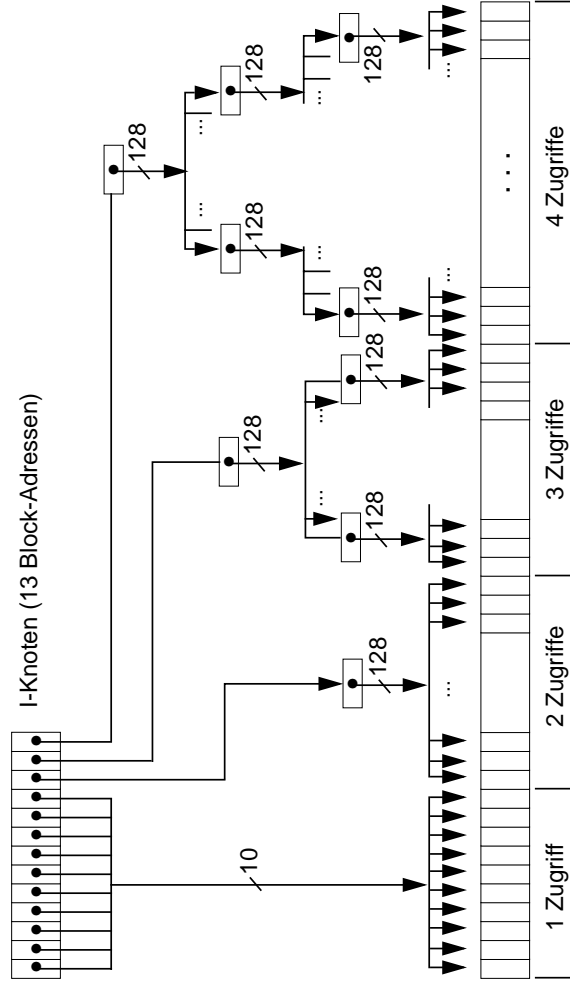 I-Knoten (13 Block-Adressen)
128
... ...
128 128 128
... ... ... ...
128 128 128 128 128
10
... ... ...
. . .
1 Zugriff
2 Zugriffe
3 Zugriffe
4 Zugriffe